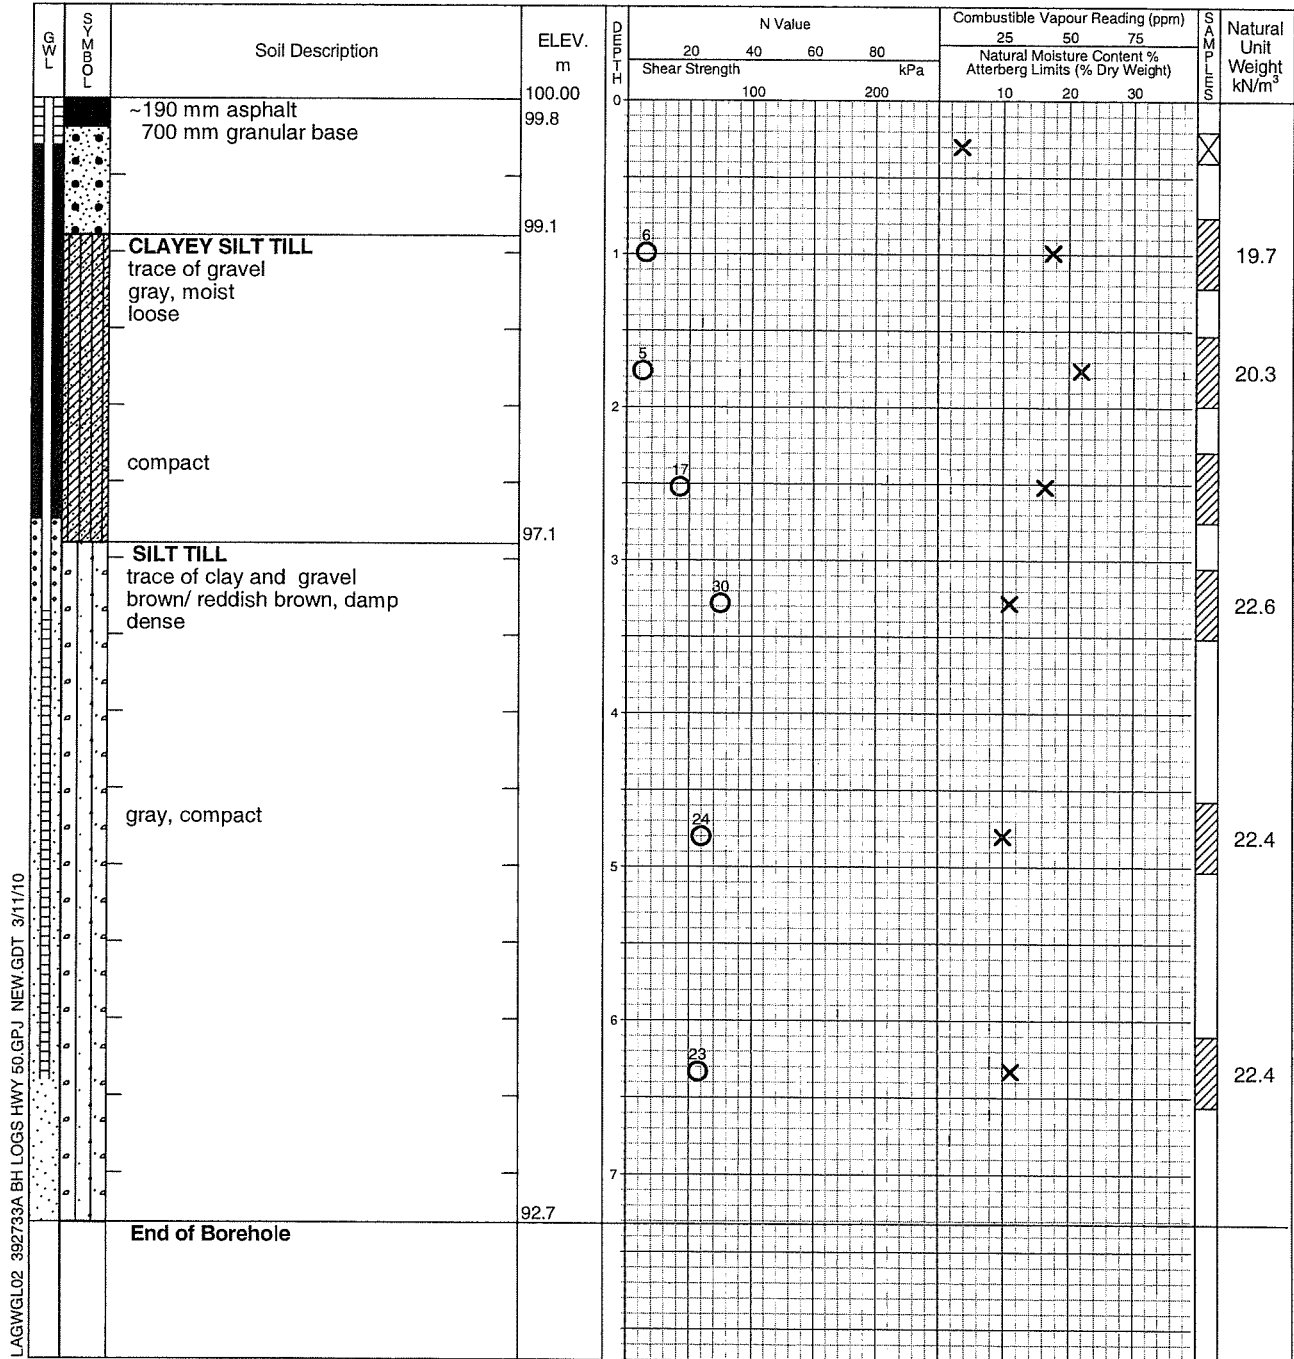 GWL
SYMBOL
Soil Description
ELEV.
m
DEPTH
N Value
20 40 60 80
Shear Strength kPa
100 200
Combustible Vapour Reading (ppm)
25 50 75
Natural Moisture Content %
Atterberg Limits (% Dry Weight)
10 20 30
SAMPLES
Natural
Unit
Weight
kN/m³
100.00
0
~190 mm asphalt
99.8
700 mm granular base
99.1
CLAYEY SILT TILL
trace of gravel
gray, moist
loose
6
1
19.7
5
20.3
2
compact
17
97.1
SILT TILL
trace of clay and gravel
brown/ reddish brown, damp
dense
3
30
22.6
4
gray, compact
24
22.4
5
6
23
22.4
7
92.7
End of Borehole
LAGWGL02 392733A BH LOGS HWY 50.GPJ NEW.GDT 3/11/10